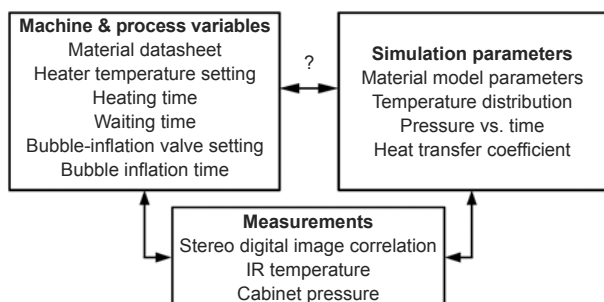 Machine & process variables
Material datasheet
Heater temperature setting
Heating time
Waiting time
Bubble-inflation valve setting
Bubble inflation time
?
Simulation parameters
Material model parameters
Temperature distribution
Pressure vs. time
Heat transfer coefficient
Measurements
Stereo digital image correlation
IR temperature
Cabinet pressure